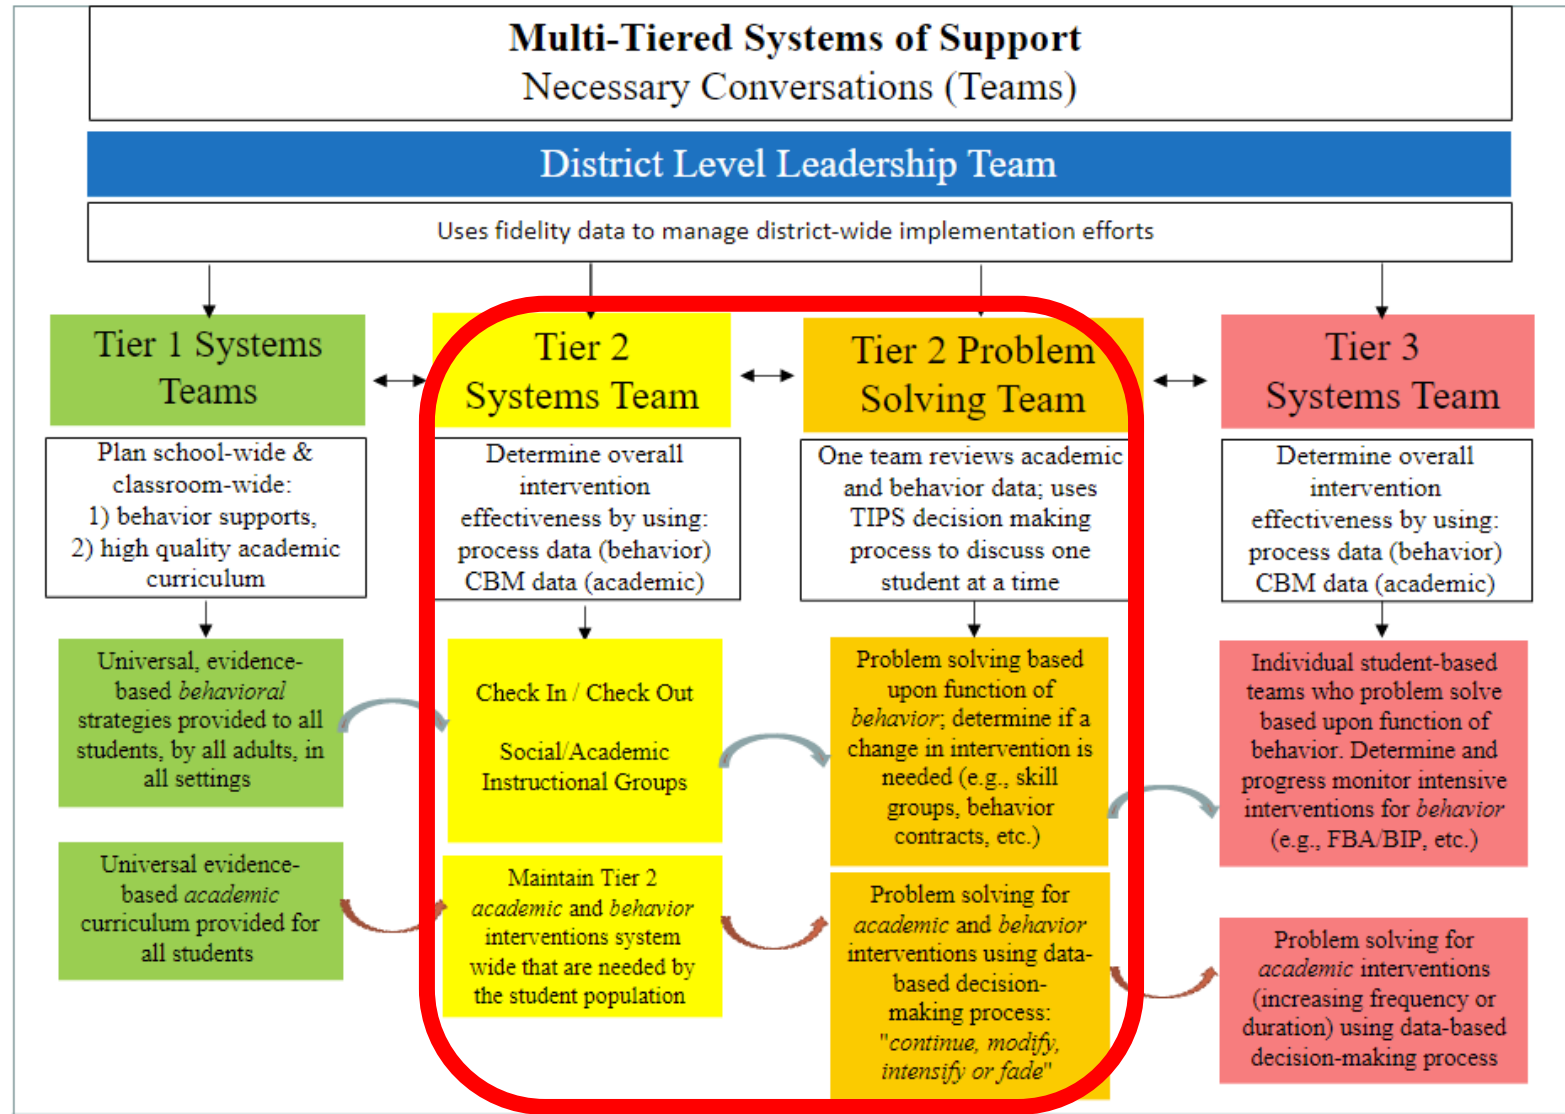 Multi-Tiered Systems of Support
Necessary Conversations (Teams)
District Level Leadership Team
Uses fidelity data to manage district-wide implementation efforts
Tier 1 Systems
Teams
Plan school-wide &
classroom-wide:
1) behavior supports,
2) high quality academic
curriculum
Universal, evidence-
based behavioral
strategies provided to all
students, by all adults, in
all settings
Universal evidence-
based academic
curriculum provided for
all students
Tier 2
Systems Team
Determine overall
intervention
effectiveness by using:
process data (behavior)
CBM data (academic)
Check In / Check Out
Social/Academic
Instructional Groups
Maintain Tier 2
academic and behavior
interventions system
wide that are needed by
the student population
Tier 2 Problem
Solving Team
One team reviews academic
and behavior data; uses
TIPS decision making
process to discuss one
student at a time
Problem solving based
upon function of
behavior; determine if a
change in intervention is
needed (e.g., skill
groups, behavior
contracts, etc.)
Problem solving for
academic and behavior
interventions using data-
based decision-
making process:
"continue, modify,
intensify or fade"
Tier 3
Systems Team
Determine overall
intervention
effectiveness by using:
process data (behavior)
CBM data (academic)
Individual student-based
teams who problem solve
based upon function of
behavior. Determine and
progress monitor intensive
interventions for behavior
(e.g., FBA/BIP, etc.)
Problem solving for
academic interventions
(increasing frequency or
duration) using data-based
decision-making process